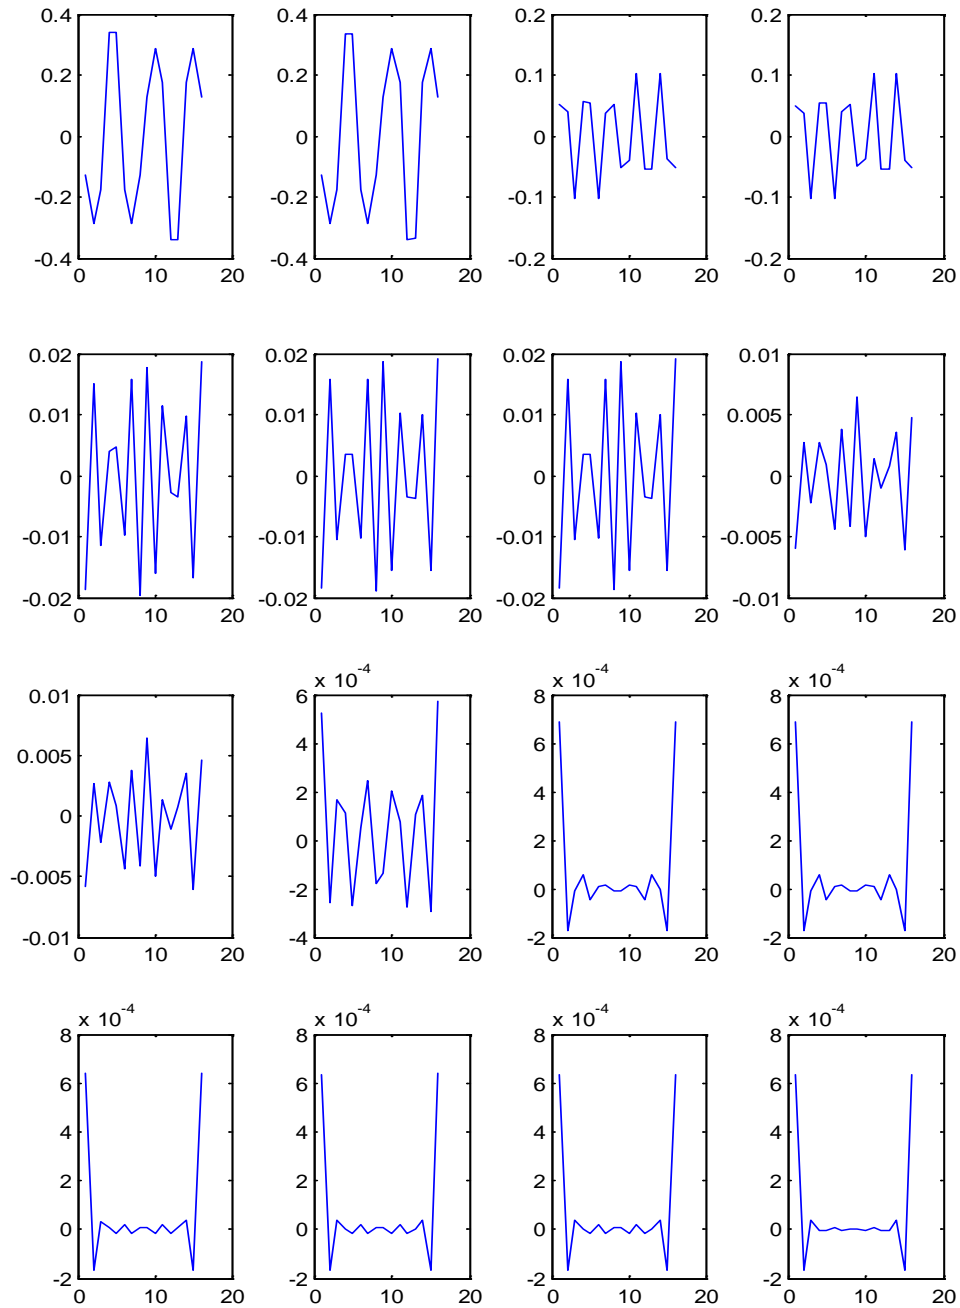 0.4 0.4 0.2 0.2
0.2 0.2 0.1 0.1
0 0 0 0
-0.2 -0.2 -0.1 -0.1
-0.4 -0.4 -0.2 -0.2
0 10 20 0 10 20 0 10 20 0 10 20
0.02 0.02 0.02 0.01
0.01 0.01 0.01 0.005
0 0 0 0
-0.01 -0.01 -0.01 -0.005
-0.02 -0.02 -0.02 -0.01
0 10 20 0 10 20 0 10 20 0 10 20
x 10^-4 x 10^-4 x 10^-4
0.01 6 8 8
0.005 4 6 6
0 2 4 4
-0.005 0 2 2
-0.01 -2 0 0
-4 -2 -2
0 10 20 0 10 20 0 10 20 0 10 20
x 10^-4 x 10^-4 x 10^-4 x 10^-4
8 8 8 8
6 6 6 6
4 4 4 4
2 2 2 2
0 0 0 0
-2 -2 -2 -2
0 10 20 0 10 20 0 10 20 0 10 20